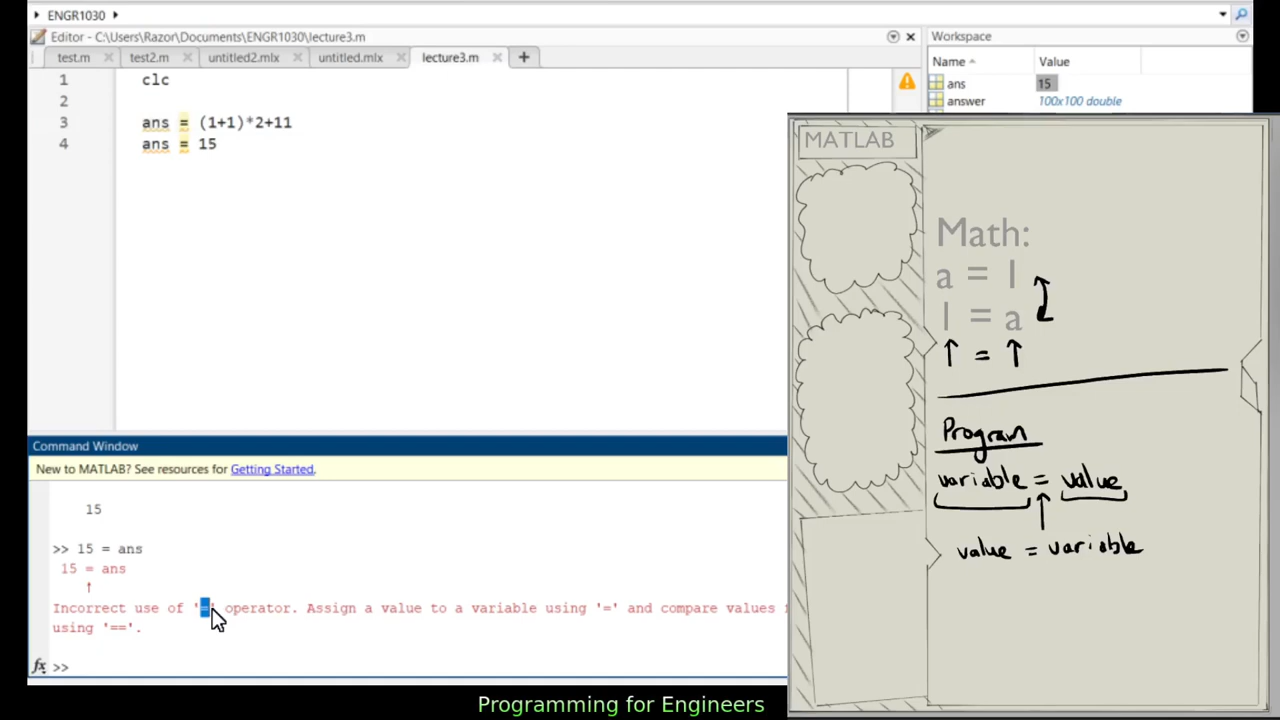 ENGR1030
Editor - C:\Users\Razor\Documents\ENGR1030\lecture3.m
test.m test2.m untitled2.mlx untitled.mlx lecture3.m
1 clc
2
3 ans = (1+1)*2+11
4 ans = 15
Workspace
Name Value
ans 15
answer 100x100 double
MATLAB
Math:
a = 1
1 = a
=
Program
variable = value
value = variable
Command Window
New to MATLAB? See resources for Getting Started.
15
>> 15 = ans
15 = ans
↑
Incorrect use of '=' operator. Assign a value to a variable using '=' and compare values
using '=='.
fx >>
Programming for Engineers